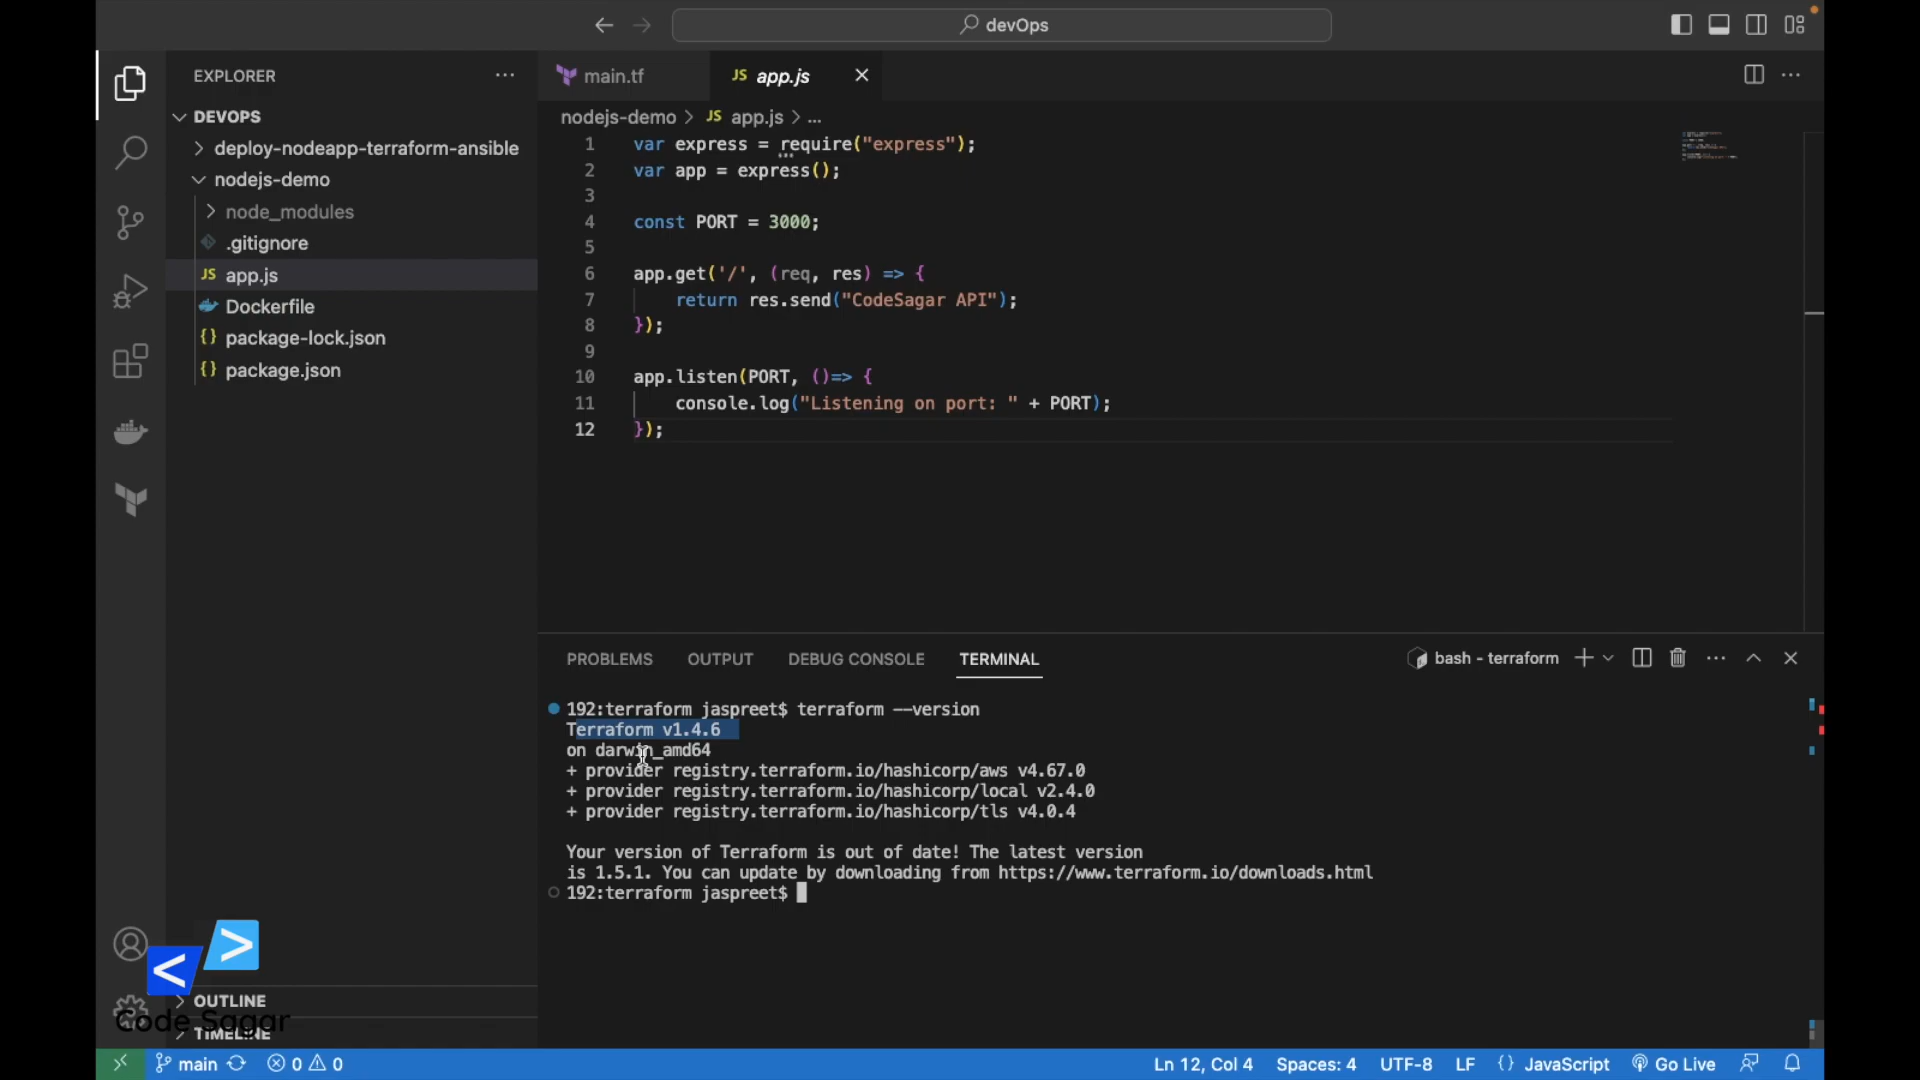 devOps
EXPLORER
DEVOPS
deploy-nodeapp-terraform-ansible
nodejs-demo
node_modules
.gitignore
JS app.js
Dockerfile
{} package-lock.json
{} package.json
OUTLINE
TIMELINE
Code Sagar
main.tf
JS app.js
nodejs-demo > JS app.js > ...
1 var express = require("express");
2 var app = express();
3
4 const PORT = 3000;
5
6 app.get('/', (req, res) => {
7 return res.send("CodeSagar API");
8 });
9
10 app.listen(PORT, ()=> {
11 console.log("Listening on port: " + PORT);
12 });
PROBLEMS OUTPUT DEBUG CONSOLE TERMINAL
bash - terraform
192:terraform jaspreet$ terraform --version
Terraform v1.4.6
on darwin_amd64
+ provider registry.terraform.io/hashicorp/aws v4.67.0
+ provider registry.terraform.io/hashicorp/local v2.4.0
+ provider registry.terraform.io/hashicorp/tls v4.0.4
Your version of Terraform is out of date! The latest version
is 1.5.1. You can update by downloading from https://www.terraform.io/downloads.html
192:terraform jaspreet$
main 0 0 Ln 12, Col 4 Spaces: 4 UTF-8 LF {} JavaScript Go Live